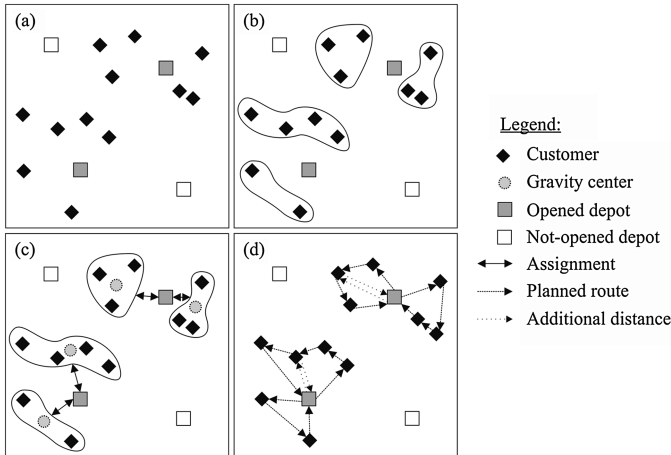 (a)
(b)
(c)
(d)
Legend:
Customer
Gravity center
Opened depot
Not-opened depot
Assignment
Planned route
Additional distance